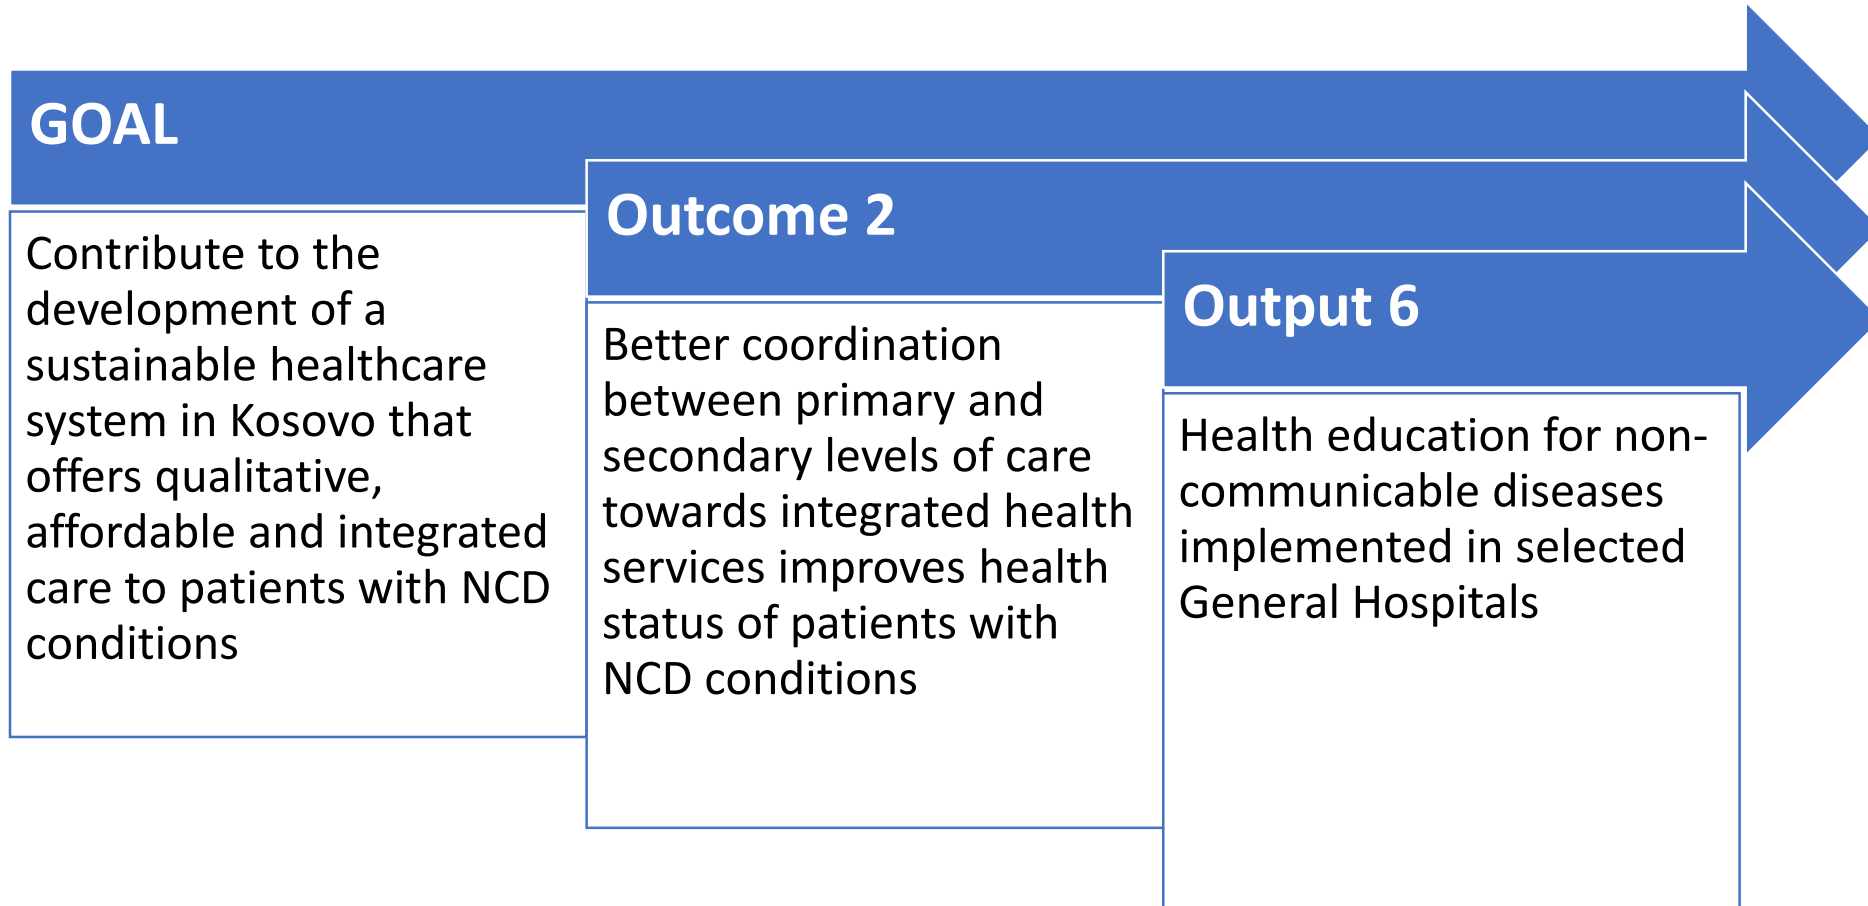 GOAL
Contribute to the
development of a
sustainable healthcare
system in Kosovo that
offers qualitative,
affordable and integrated
care to patients with NCD
conditions
Outcome 2
Better coordination
between primary and
secondary levels of care
towards integrated health
services improves health
status of patients with
NCD conditions
Output 6
Health education for non-
communicable diseases
implemented in selected
General Hospitals